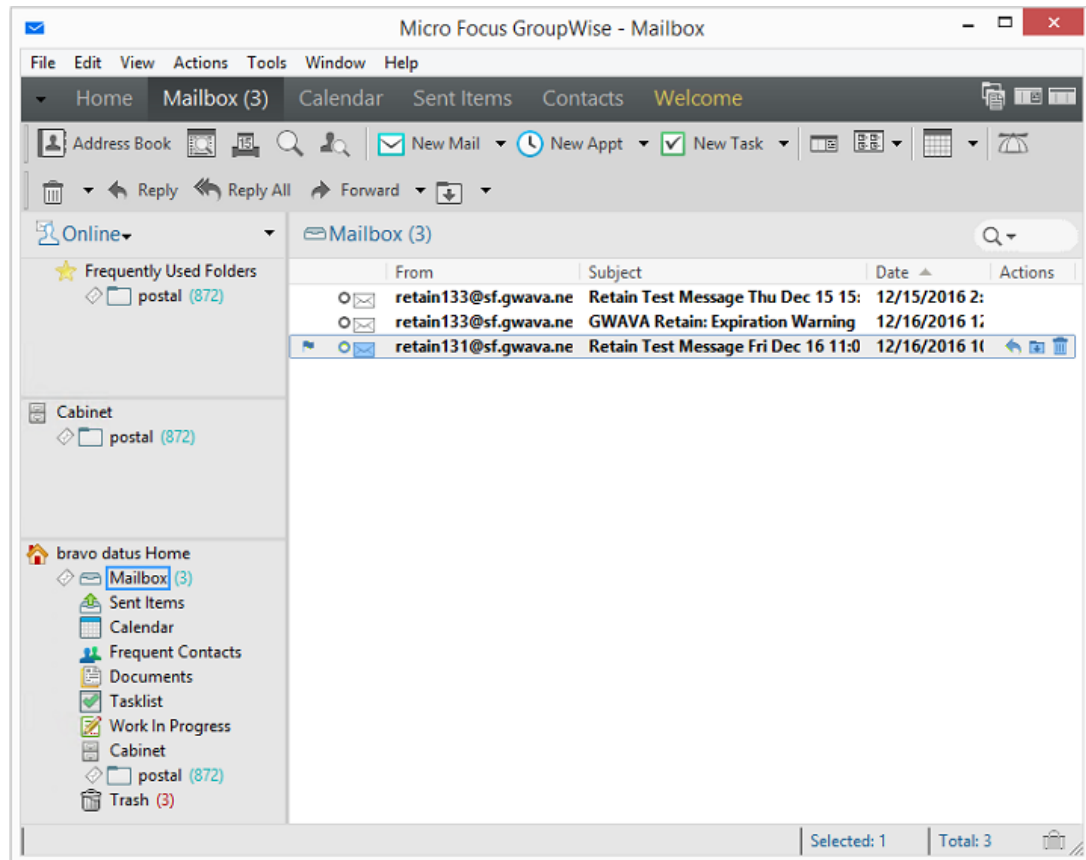 Micro Focus GroupWise - Mailbox
File Edit View Actions Tools Window Help
Home Mailbox (3) Calendar Sent Items Contacts Welcome
Address Book 15 New Mail New Appt New Task
Reply Reply All Forward
Online
Mailbox (3)
Frequently Used Folders
postal (872)
Cabinet
postal (872)
bravo datus Home
Mailbox (3)
Sent Items
Calendar
Frequent Contacts
Documents
Tasklist
Work In Progress
Cabinet
postal (872)
Trash (3)
From Subject Date Actions
retain133@sf.gwava.ne Retain Test Message Thu Dec 15 15: 12/15/2016 2:
retain133@sf.gwava.ne GWAVA Retain: Expiration Warning 12/16/2016 12
retain131@sf.gwava.ne Retain Test Message Fri Dec 16 11:0 12/16/2016 10
Selected: 1 Total: 3